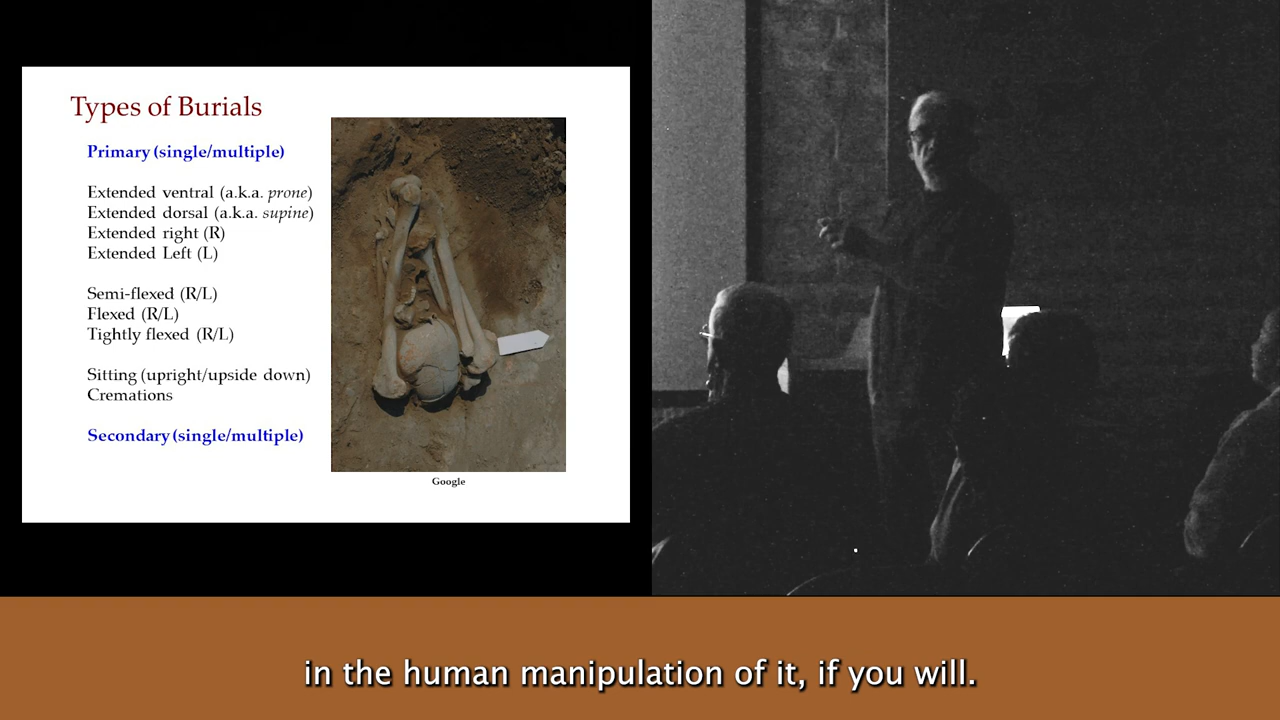 Types of Burials
Primary (single/multiple)
Extended ventral (a.k.a. prone)
Extended dorsal (a.k.a. supine)
Extended right (R)
Extended Left (L)
Semi-flexed (R/L)
Flexed (R/L)
Tightly flexed (R/L)
Sitting (upright/upside down)
Cremations
Secondary (single/multiple)
Google
in the human manipulation of it, if you will.